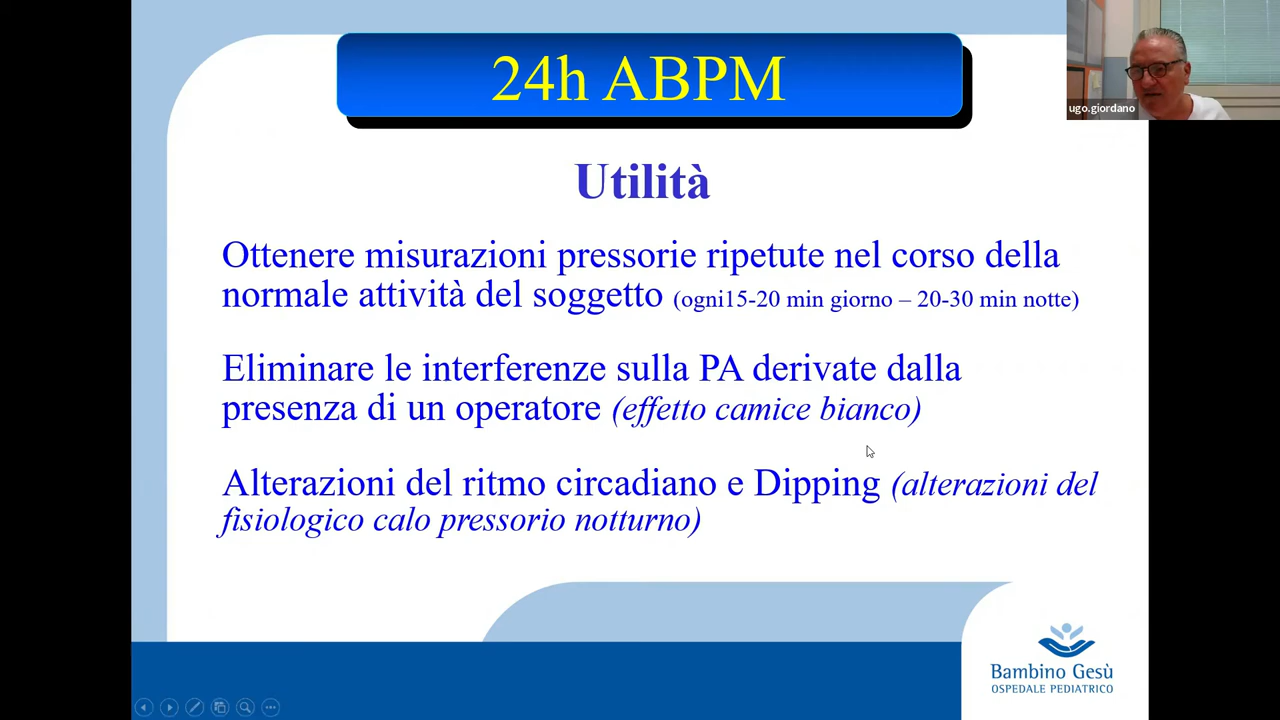 24h ABPM
ugo.giordano
Utilità
Ottenere misurazioni pressorie ripetute nel corso della
normale attività del soggetto (ogni15-20 min giorno – 20-30 min notte)
Eliminare le interferenze sulla PA derivate dalla
presenza di un operatore (effetto camice bianco)
Alterazioni del ritmo circadiano e Dipping (alterazioni del
fisiologico calo pressorio notturno)
Bambino Gesù
OSPEDALE PEDIATRICO